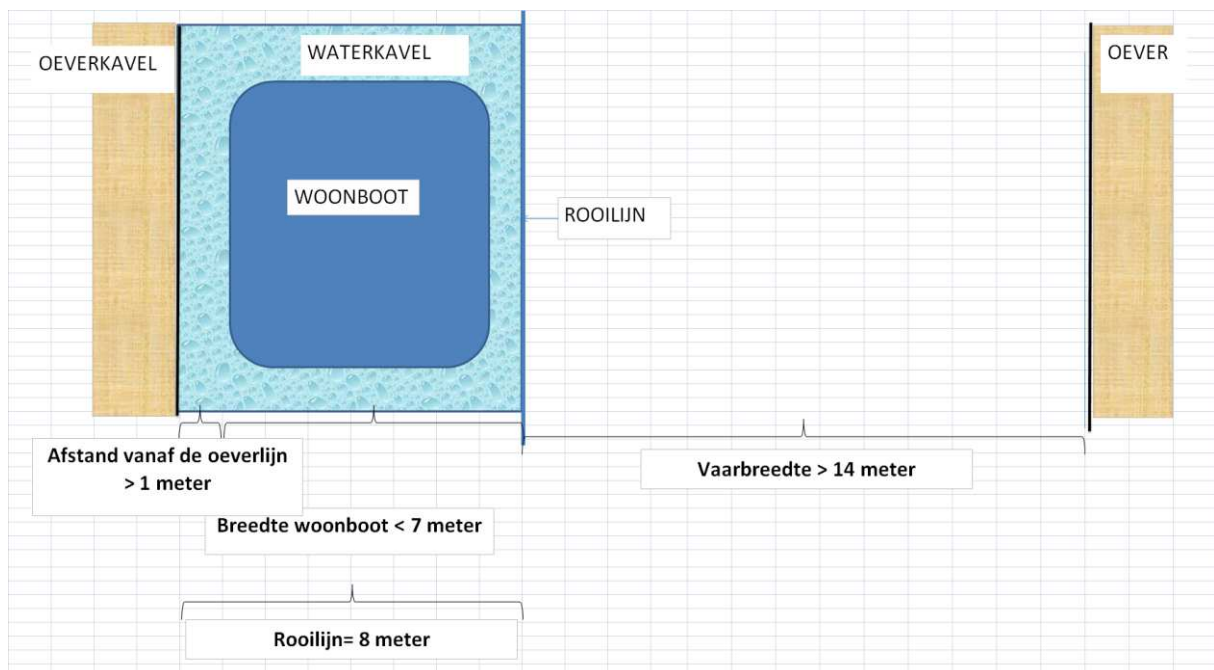 OEVERKAVEL
WATERKAVEL
OEVER
WOONBOOT
ROOILIJN
Afstand vanaf de oeverlijn
> 1 meter
Vaarbreedte > 14 meter
Breedte woonboot < 7 meter
Rooilijn= 8 meter